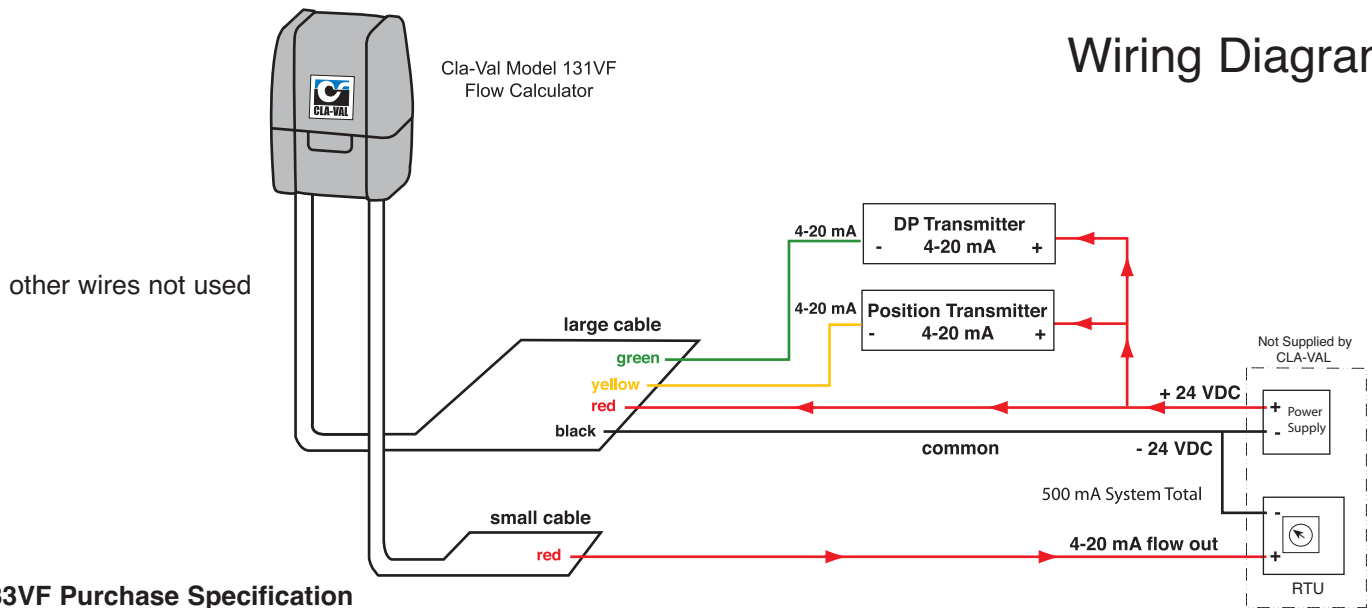 Wiring Diagram
Cla-Val Model 131VF
Flow Calculator
CLA-VAL
other wires not used
large cable
green
yellow
red
black
small cable
red
4-20 mA
DP Transmitter
- 4-20 mA +
4-20 mA
Position Transmitter
- 4-20 mA +
Not Supplied by
CLA-VAL
+ 24 VDC
+ Power
- Supply
common
- 24 VDC
500 mA System Total
-
4-20 mA flow out
+
RTU
33VF Purchase Specification